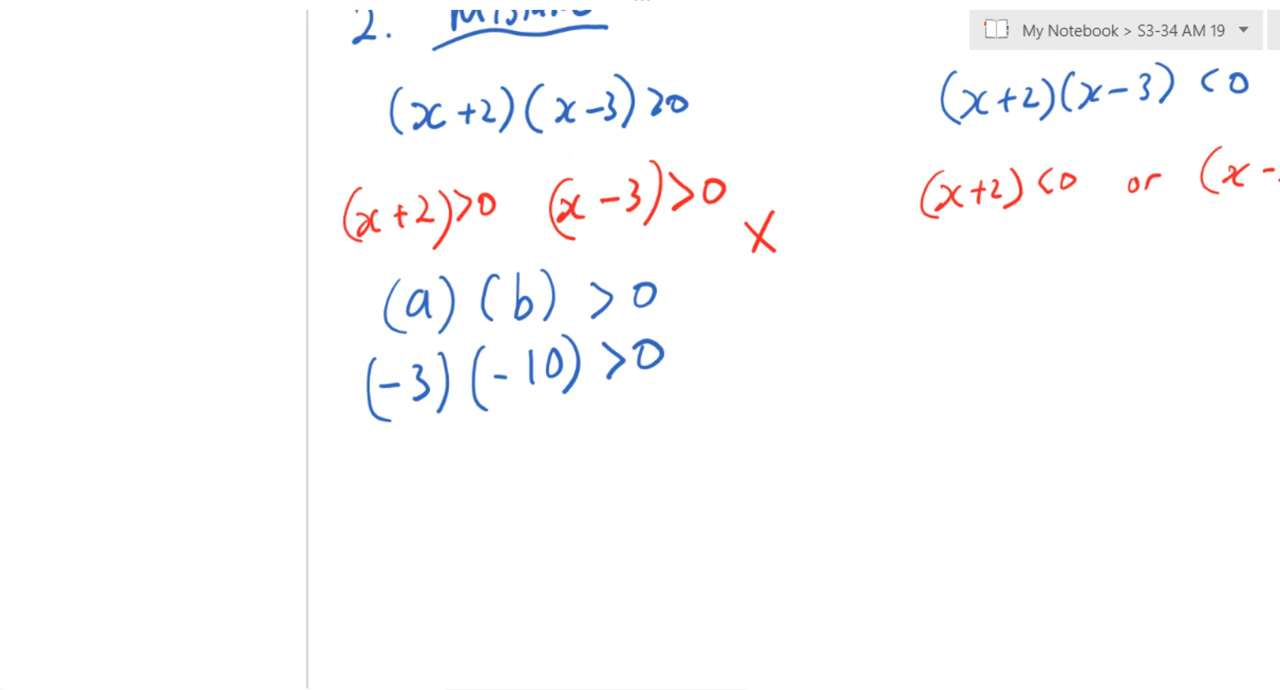 My Notebook > S3-34 AM 19
2.
(x+2)(x-3)>0
(x+2)>0 (x-3)>0 X
(a)(b) > 0
(-3)(-10) >0
(x+2)(x-3) <0
(x+2)<0 or (x-